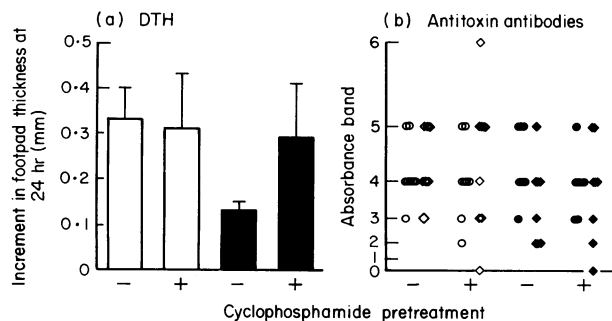 (a) DTH
Increment in footpad thickness at
24 hr (mm)
0·5
0·4
0·3
0·2
0·1
0
− + − +
(b) Antitoxin antibodies
Absorbance band
6
5
4
3
2
1
0
− + − +
Cyclophosphamide pretreatment